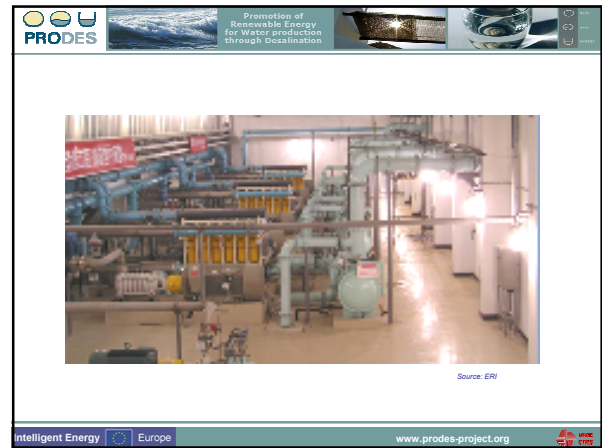 PRODES
Promotion of
Renewable Energy
for Water production
through Desalination
Source: ERI
Intelligent Energy
Europe
www.prodes-project.org